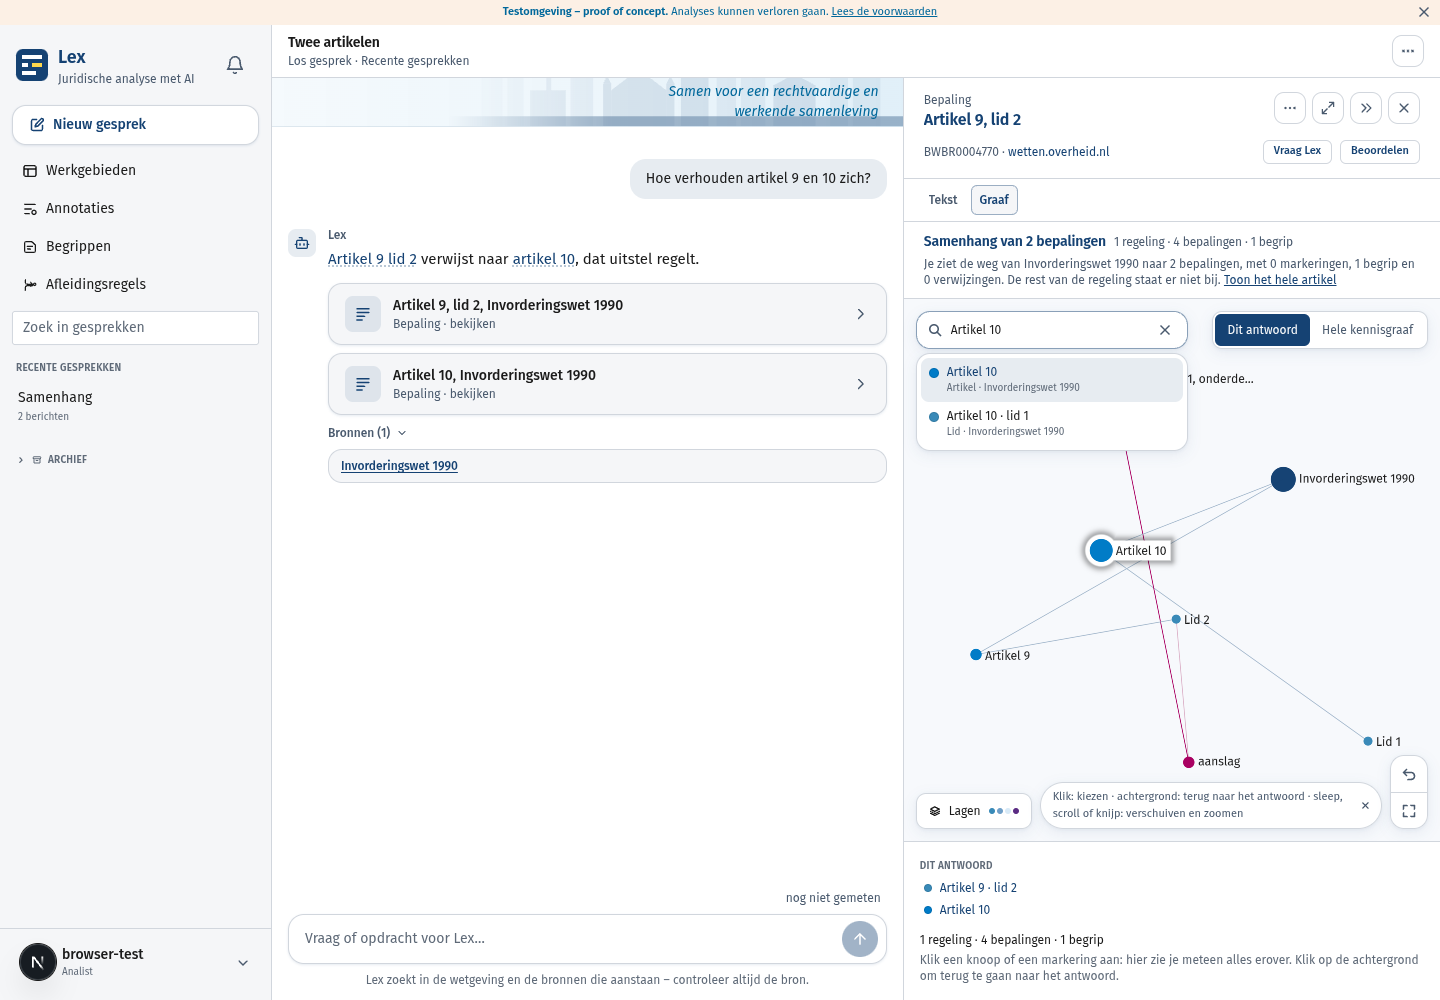 Testomgeving – proof of concept. Analyses kunnen verloren gaan. Lees de voorwaarden
Lex
Juridische analyse met AI
Nieuw gesprek
Werkgebieden
Annotaties
Begrippen
Afleidingsregels
Zoek in gesprekken
RECENTE GESPREKKEN
Samenhang
2 berichten
ARCHIEF
N
browser-test
Analist
Twee artikelen
Los gesprek · Recente gesprekken
Samen voor een rechtvaardige en
werkende samenleving
Hoe verhouden artikel 9 en 10 zich?
Lex
Artikel 9 lid 2 verwijst naar artikel 10, dat uitstel regelt.
Artikel 9, lid 2, Invorderingswet 1990
Bepaling · bekijken
Artikel 10, Invorderingswet 1990
Bepaling · bekijken
Bronnen (1)
Invorderingswet 1990
nog niet gemeten
Vraag of opdracht voor Lex...
Lex zoekt in de wetgeving en de bronnen die aanstaan – controleer altijd de bron.
Bepaling
Artikel 9, lid 2
BWBR0004770 · wetten.overheid.nl
Vraag Lex
Beoordelen
Tekst
Graaf
Samenhang van 2 bepalingen 1 regeling · 4 bepalingen · 1 begrip
Je ziet de weg van Invorderingswet 1990 naar 2 bepalingen, met 0 markeringen, 1 begrip en
0 verwijzingen. De rest van de regeling staat er niet bij. Toon het hele artikel
Artikel 10
Dit antwoord
Hele kennisgraaf
Artikel 10
Artikel · Invorderingswet 1990
Artikel 10 · lid 1
Lid · Invorderingswet 1990
1, onderde...
Invorderingswet 1990
Artikel 10
Lid 2
Artikel 9
Lid 1
aanslag
Lagen
Klik: kiezen · achtergrond: terug naar het antwoord · sleep,
scroll of knijp: verschuiven en zoomen
DIT ANTWOORD
Artikel 9 · lid 2
Artikel 10
1 regeling · 4 bepalingen · 1 begrip
Klik een knoop of een markering aan: hier zie je meteen alles erover. Klik op de achtergrond
om terug te gaan naar het antwoord.